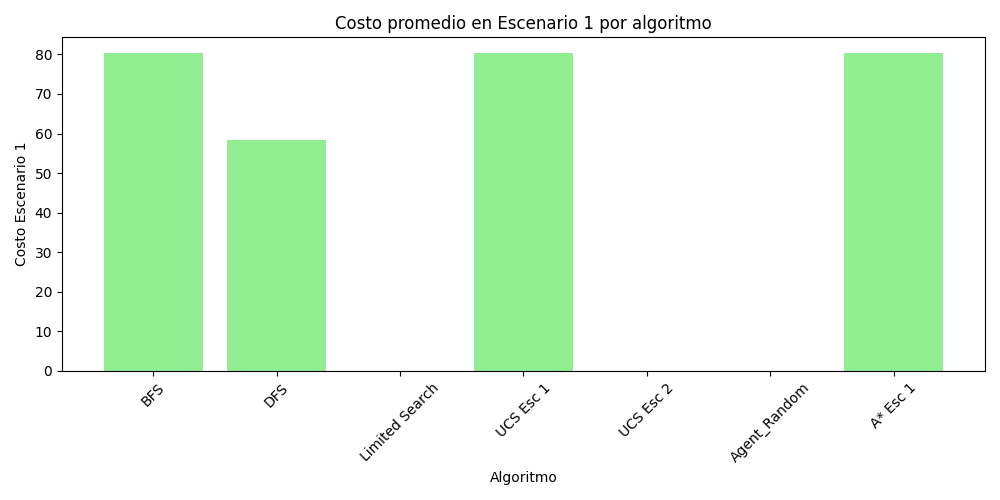 Costo promedio en Escenario 1 por algoritmo
Costo Escenario 1
80
70
60
50
40
30
20
10
0
BFS
DFS
Limited Search
UCS Esc 1
UCS Esc 2
Agent_Random
A* Esc 1
Algoritmo